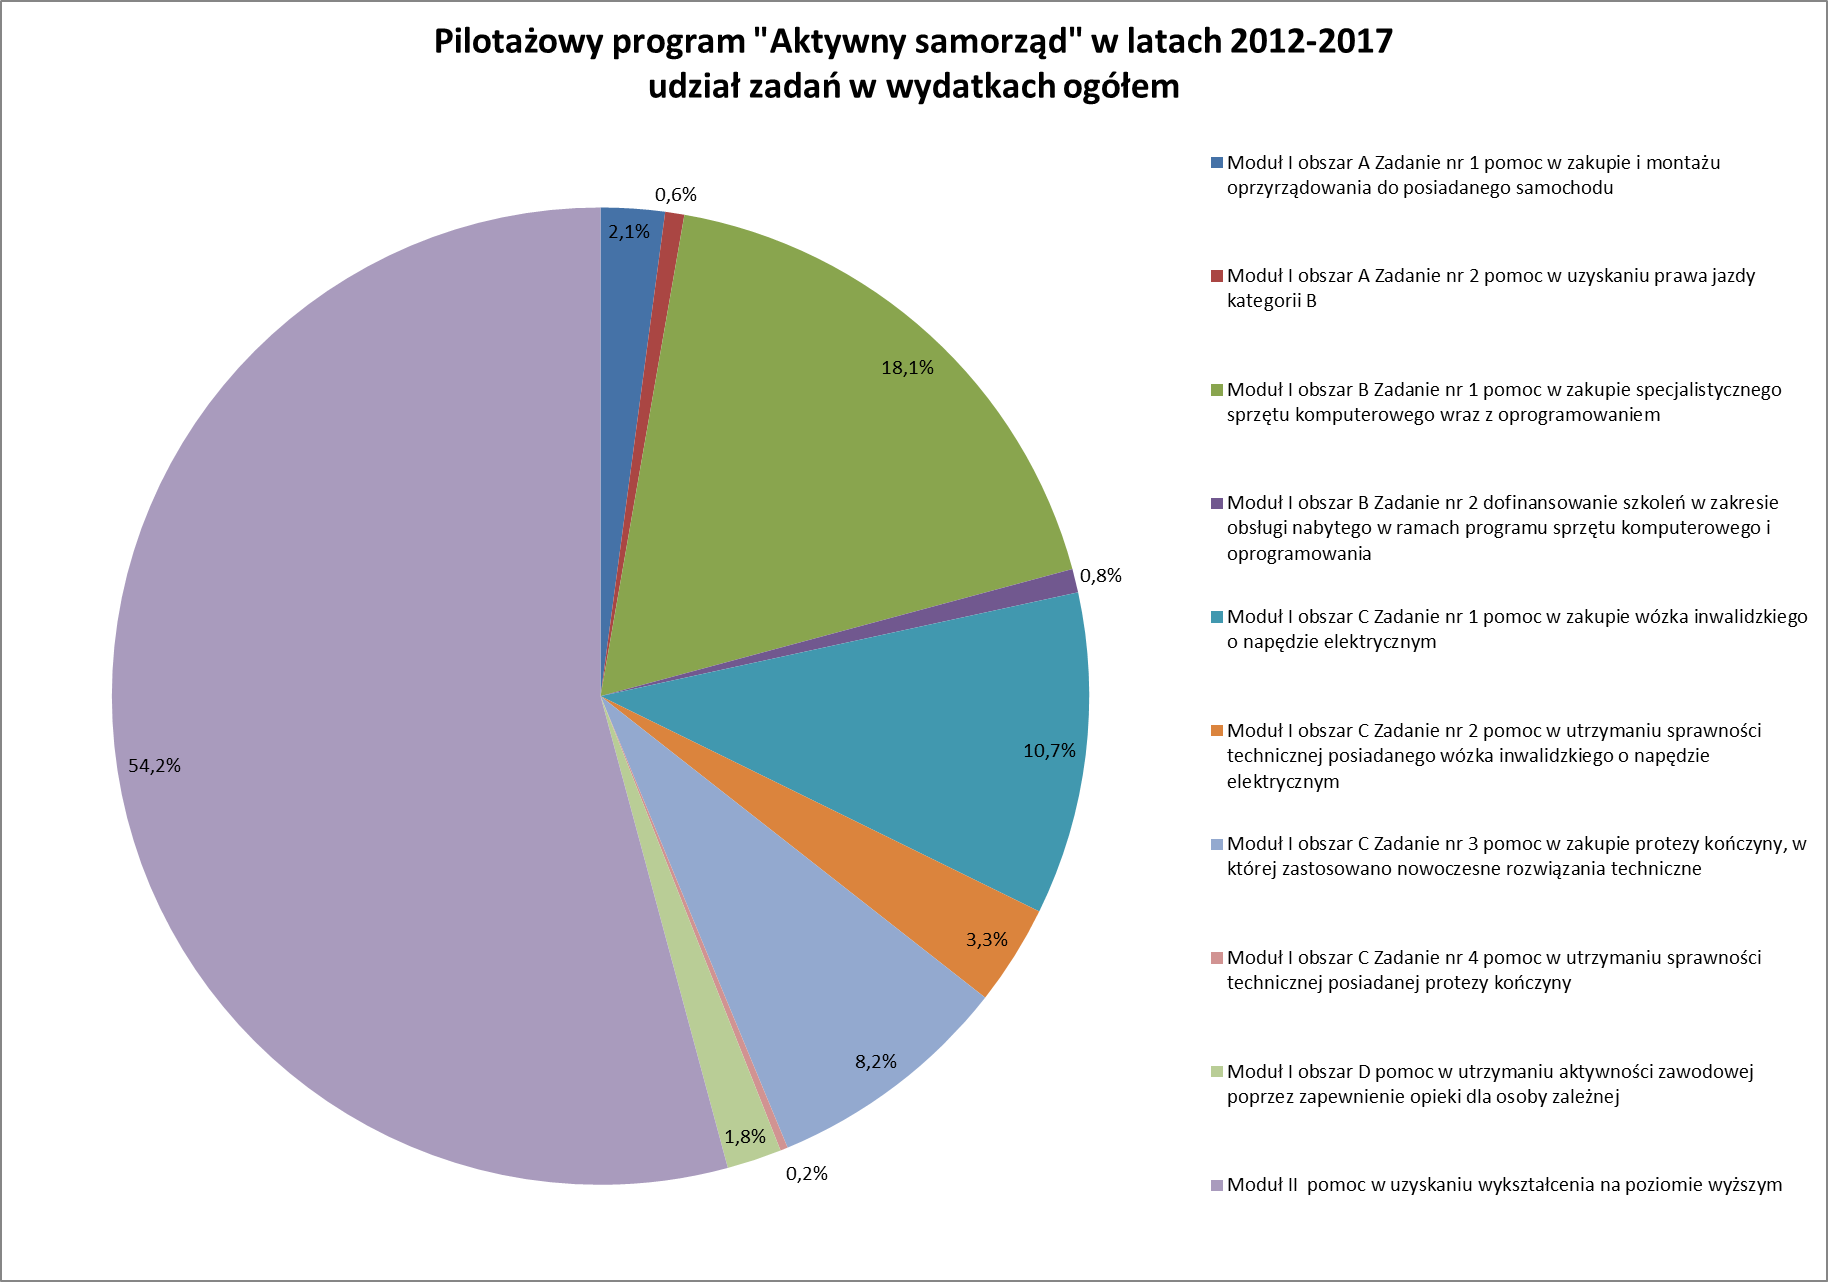 Pilotażowy program "Aktywny samorząd" w latach 2012-2017
udział zadań w wydatkach ogółem
0,6%
2,1%
18,1%
0,8%
10,7%
54,2%
3,3%
8,2%
1,8%
0,2%
Moduł I obszar A Zadanie nr 1 pomoc w zakupie i montażu
oprzyrządowania do posiadanego samochodu
Moduł I obszar A Zadanie nr 2 pomoc w uzyskaniu prawa jazdy
kategorii B
Moduł I obszar B Zadanie nr 1 pomoc w zakupie specjalistycznego
sprzętu komputerowego wraz z oprogramowaniem
Moduł I obszar B Zadanie nr 2 dofinansowanie szkoleń w zakresie
obsługi nabytego w ramach programu sprzętu komputerowego i
oprogramowania
Moduł I obszar C Zadanie nr 1 pomoc w zakupie wózka inwalidzkiego
o napędzie elektrycznym
Moduł I obszar C Zadanie nr 2 pomoc w utrzymaniu sprawności
technicznej posiadanego wózka inwalidzkiego o napędzie
elektrycznym
Moduł I obszar C Zadanie nr 3 pomoc w zakupie protezy kończyny, w
której zastosowano nowoczesne rozwiązania techniczne
Moduł I obszar C Zadanie nr 4 pomoc w utrzymaniu sprawności
technicznej posiadanej protezy kończyny
Moduł I obszar D pomoc w utrzymaniu aktywności zawodowej
poprzez zapewnienie opieki dla osoby zależnej
Moduł II  pomoc w uzyskaniu wykształcenia na poziomie wyższym